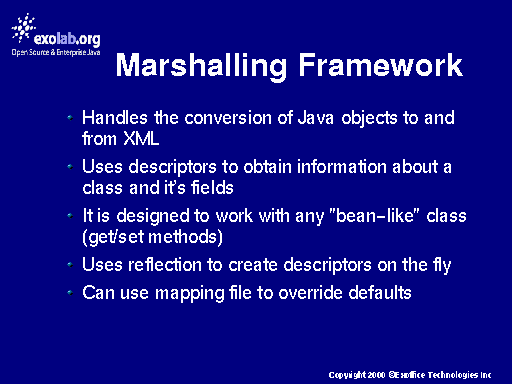 exolab.org
Open Source & Enterprise Java
Marshalling Framework
Handles the conversion of Java objects to and
from XML
Uses descriptors to obtain information about a
class and it's fields
It is designed to work with any "bean-like" class
(get/set methods)
Uses reflection to create descriptors on the fly
Can use mapping file to override defaults
Copyright 2000 ©Exoffice Technologies Inc